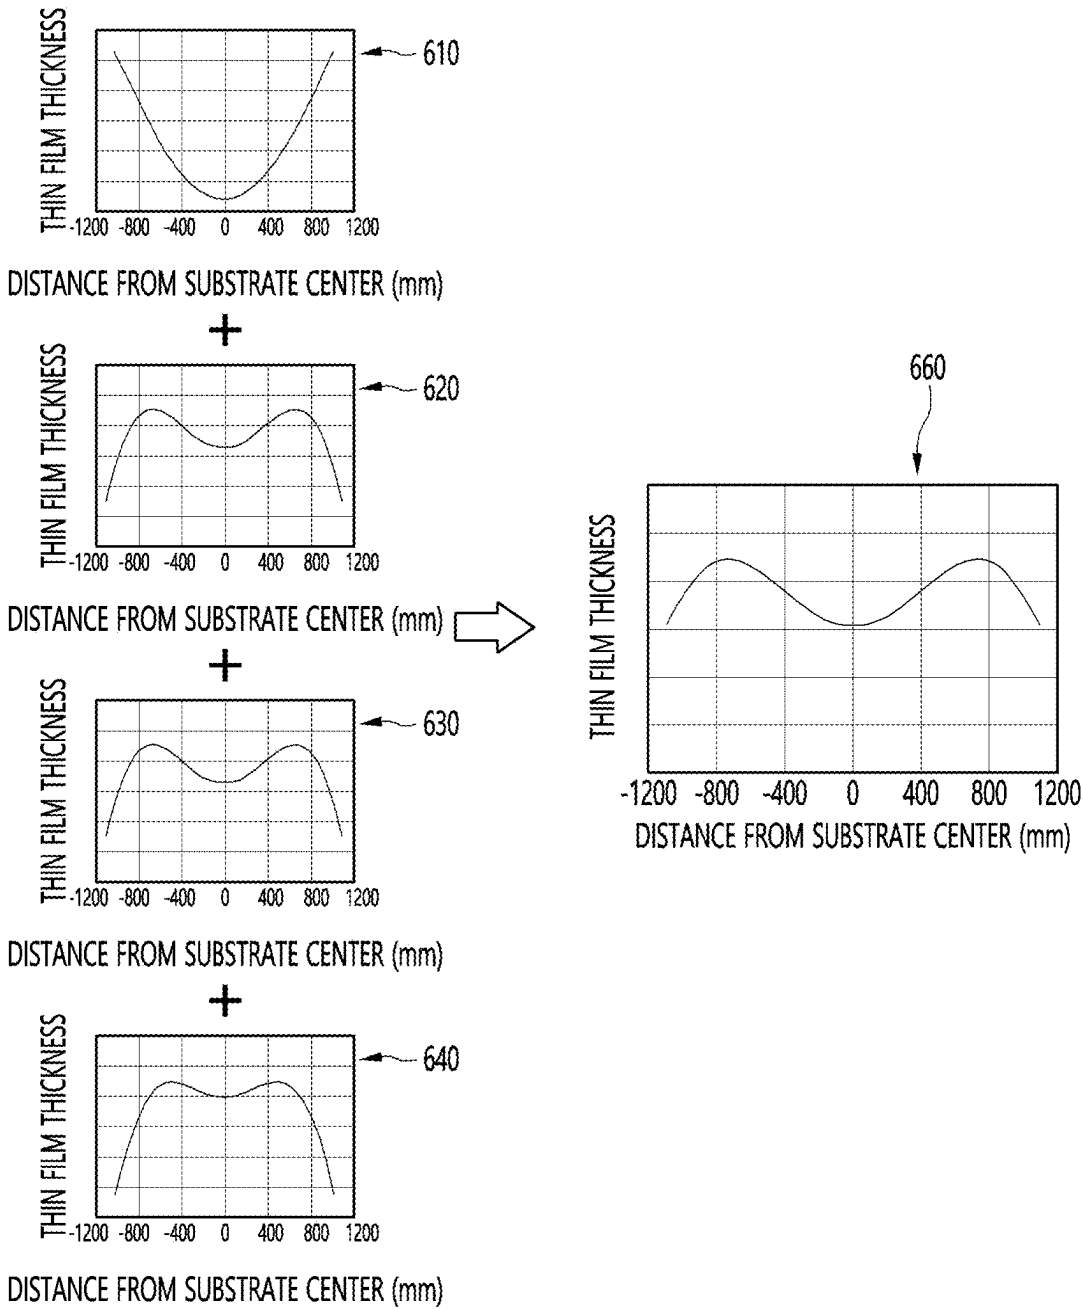 THIN FILM THICKNESS
610
-1200 -800 -400 0 400 800 1200
DISTANCE FROM SUBSTRATE CENTER (mm)
+
THIN FILM THICKNESS
620
-1200 -800 -400 0 400 800 1200
DISTANCE FROM SUBSTRATE CENTER (mm)
+
THIN FILM THICKNESS
630
-1200 -800 -400 0 400 800 1200
DISTANCE FROM SUBSTRATE CENTER (mm)
+
THIN FILM THICKNESS
640
-1200 -800 -400 0 400 800 1200
DISTANCE FROM SUBSTRATE CENTER (mm)
660
THIN FILM THICKNESS
-1200 -800 -400 0 400 800 1200
DISTANCE FROM SUBSTRATE CENTER (mm)